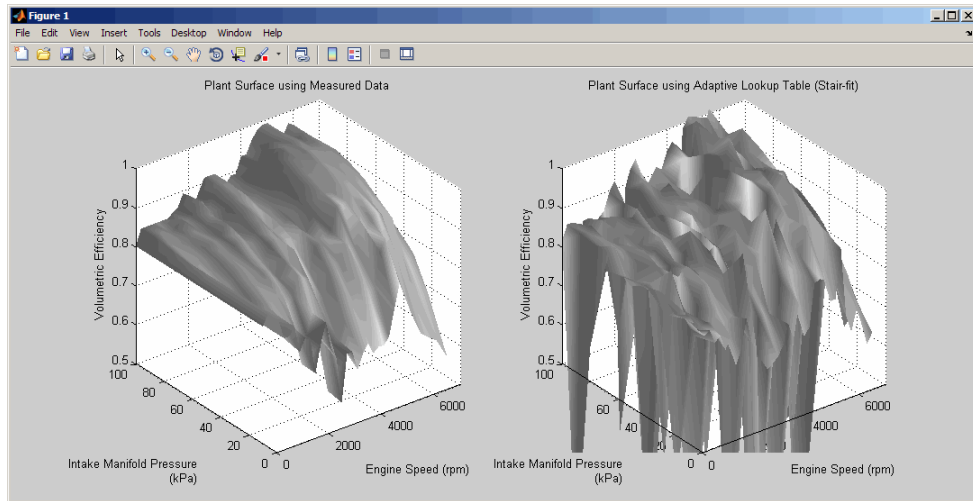 Figure 1
File Edit View Insert Tools Desktop Window Help
Plant Surface using Measured Data
1
0.9
0.8
0.7
0.6
0.5
Volumetric Efficiency
100
80
60
40
20
0
Intake Manifold Pressure
(kPa)
0
2000
4000
6000
Engine Speed (rpm)
Plant Surface using Adaptive Lookup Table (Stair-fit)
1
0.9
0.8
0.7
0.6
0.5
Volumetric Efficiency
100
60
40
0
Intake Manifold Pressure
(kPa)
0
4000
6000
Engine Speed (rpm)